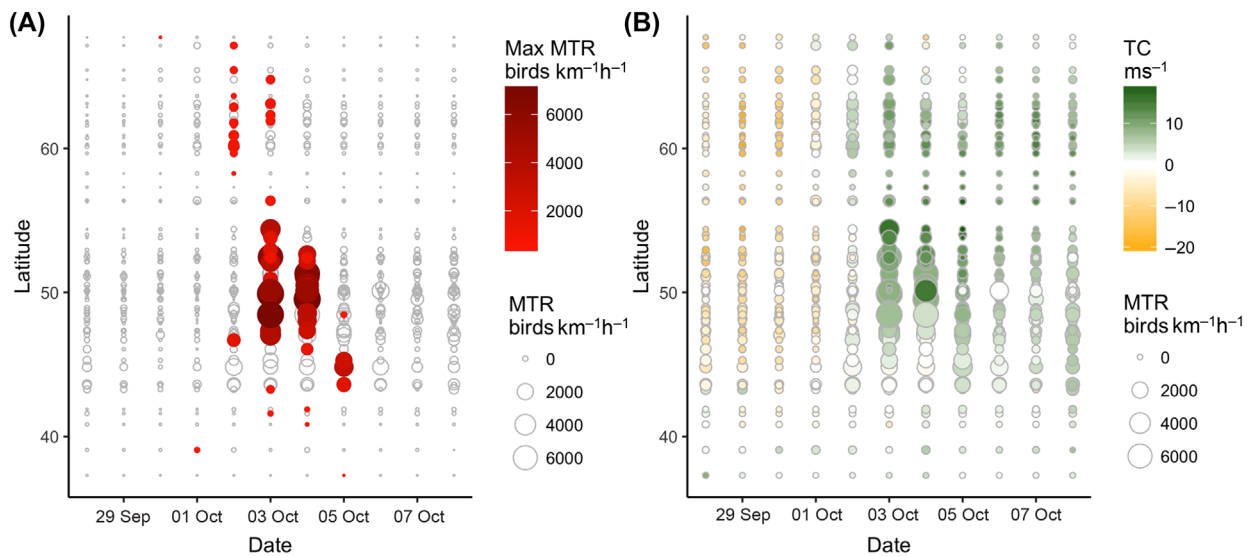 (A)
Latitude
60
50
40
29 Sep 01 Oct 03 Oct 05 Oct 07 Oct
Date
Max MTR
birds km⁻¹h⁻¹
6000
4000
2000
MTR
birds km⁻¹h⁻¹
0
2000
4000
6000
(B)
Latitude
60
50
40
29 Sep 01 Oct 03 Oct 05 Oct 07 Oct
Date
TC
ms⁻¹
10
0
−10
−20
MTR
birds km⁻¹h⁻¹
0
2000
4000
6000